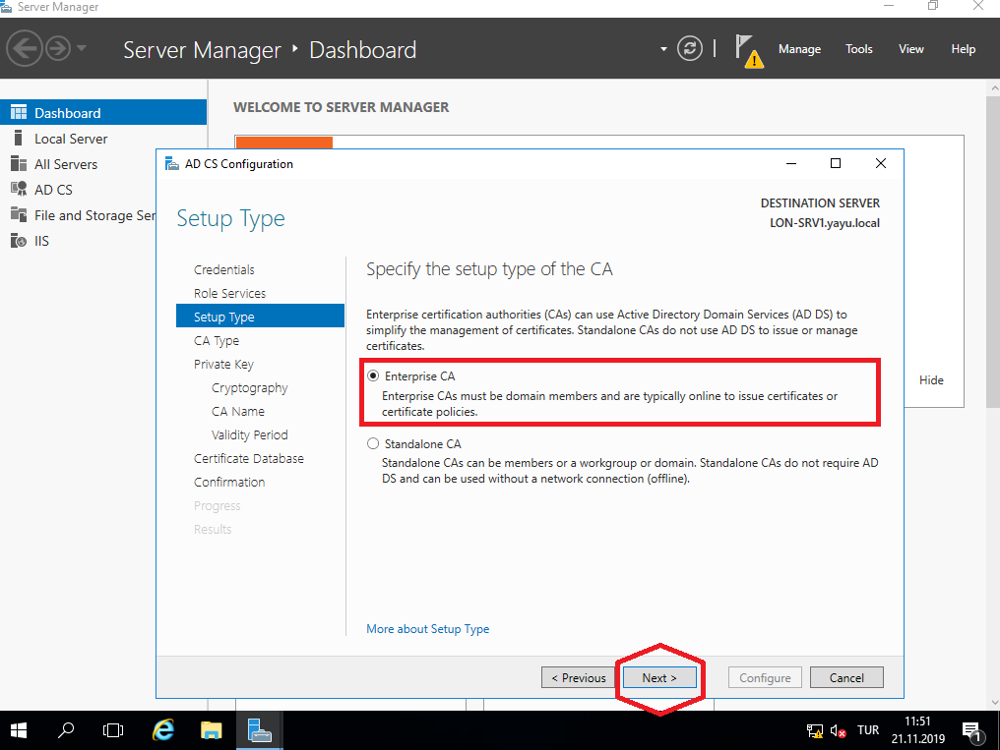 Server Manager
Server Manager ‣ Dashboard
Manage Tools View Help
Dashboard
Local Server
All Servers
AD CS
File and Storage Ser
IIS
WELCOME TO SERVER MANAGER
Hide
AD CS Configuration
Setup Type
DESTINATION SERVER
LON-SRV1.yayu.local
Credentials
Role Services
Setup Type
CA Type
Private Key
Cryptography
CA Name
Validity Period
Certificate Database
Confirmation
Progress
Results
Specify the setup type of the CA
Enterprise certification authorities (CAs) can use Active Directory Domain Services (AD DS) to
simplify the management of certificates. Standalone CAs do not use AD DS to issue or manage
certificates.
Enterprise CA
Enterprise CAs must be domain members and are typically online to issue certificates or
certificate policies.
Standalone CA
Standalone CAs can be members or a workgroup or domain. Standalone CAs do not require AD
DS and can be used without a network connection (offline).
More about Setup Type
< Previous Next > Configure Cancel
TUR
11:51
21.11.2019
1